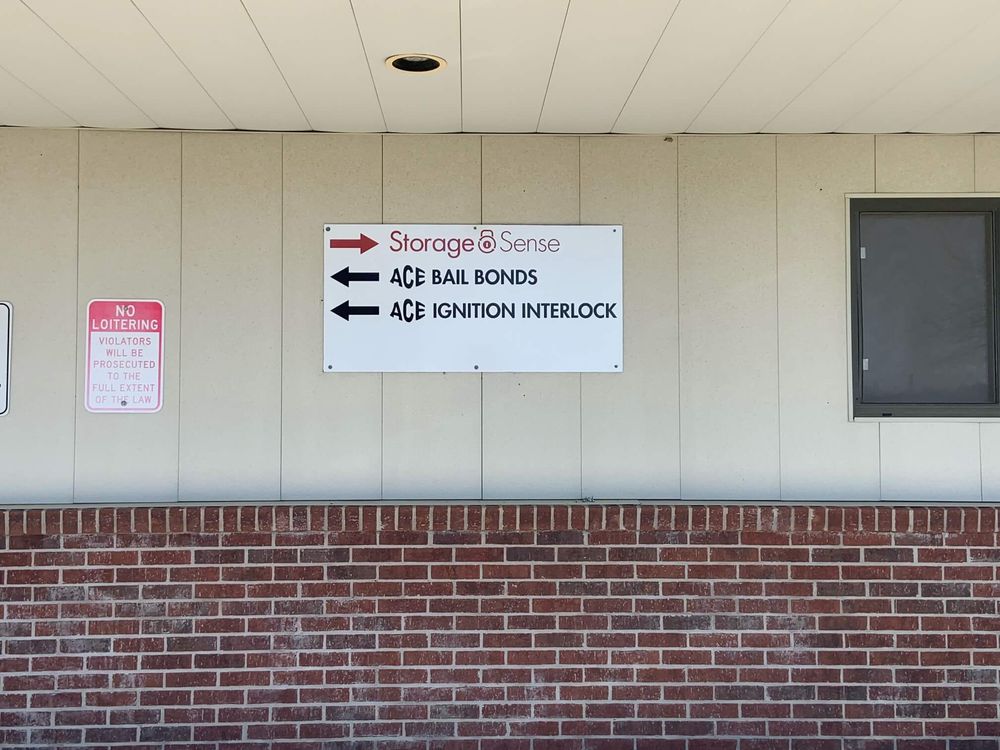 Storage Sense
ACE BAIL BONDS
ACE IGNITION INTERLOCK
NO
LOITERING
VIOLATORS
WILL BE
PROSECUTED
TO THE
FULL EXTENT
OF THE LAW